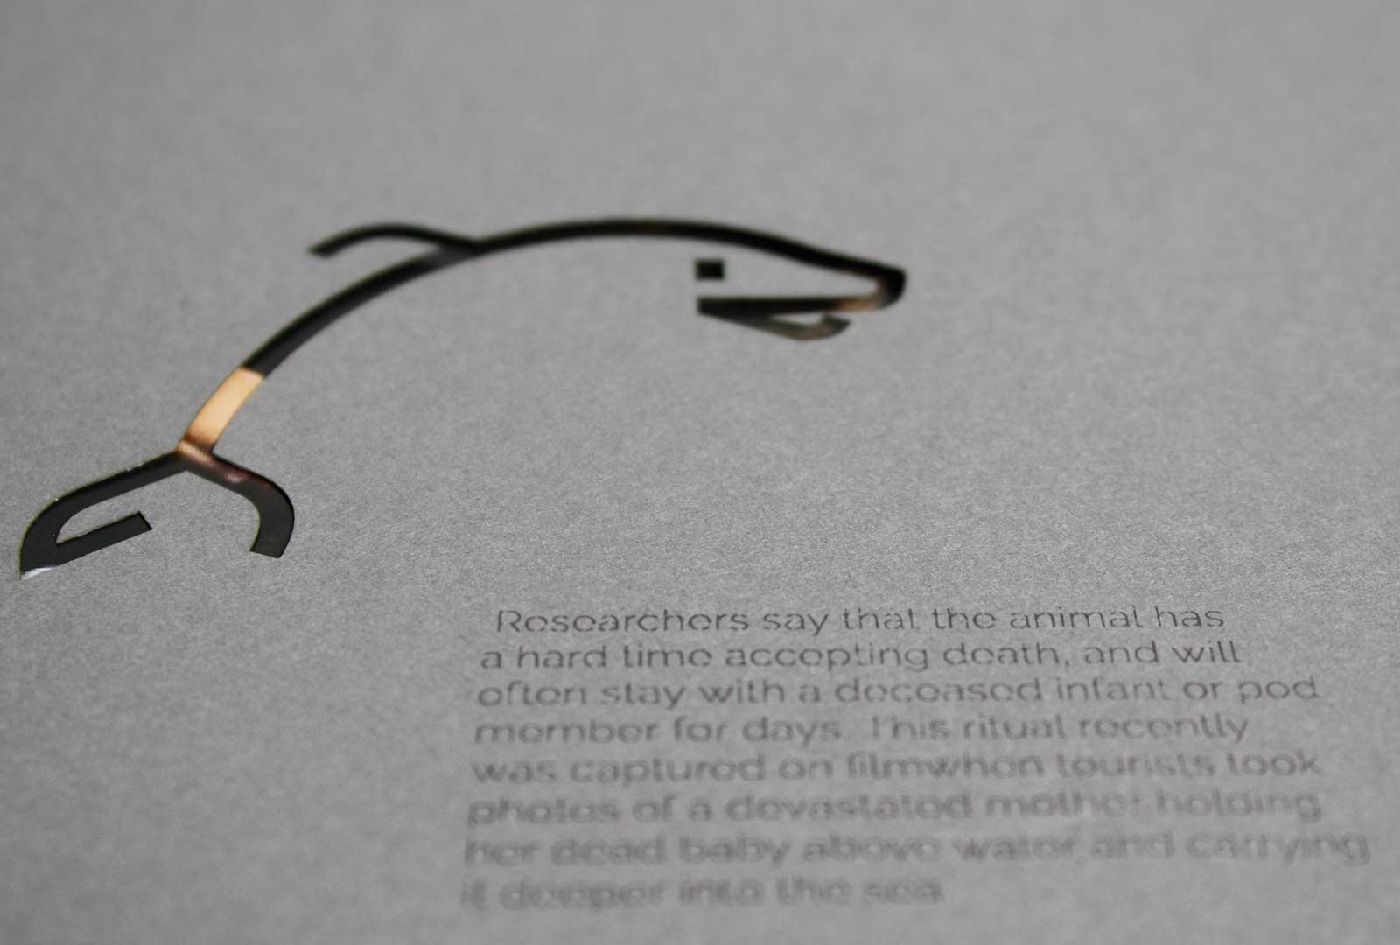 Researchers say that the animal has
a hard time accepting death, and will
often stay with a deceased infant or pod
member for days. This ritual recently
was captured on filmwhen tourists took
photos of a devastated mother holding
her dead baby above water and carrying
it deeper into the sea